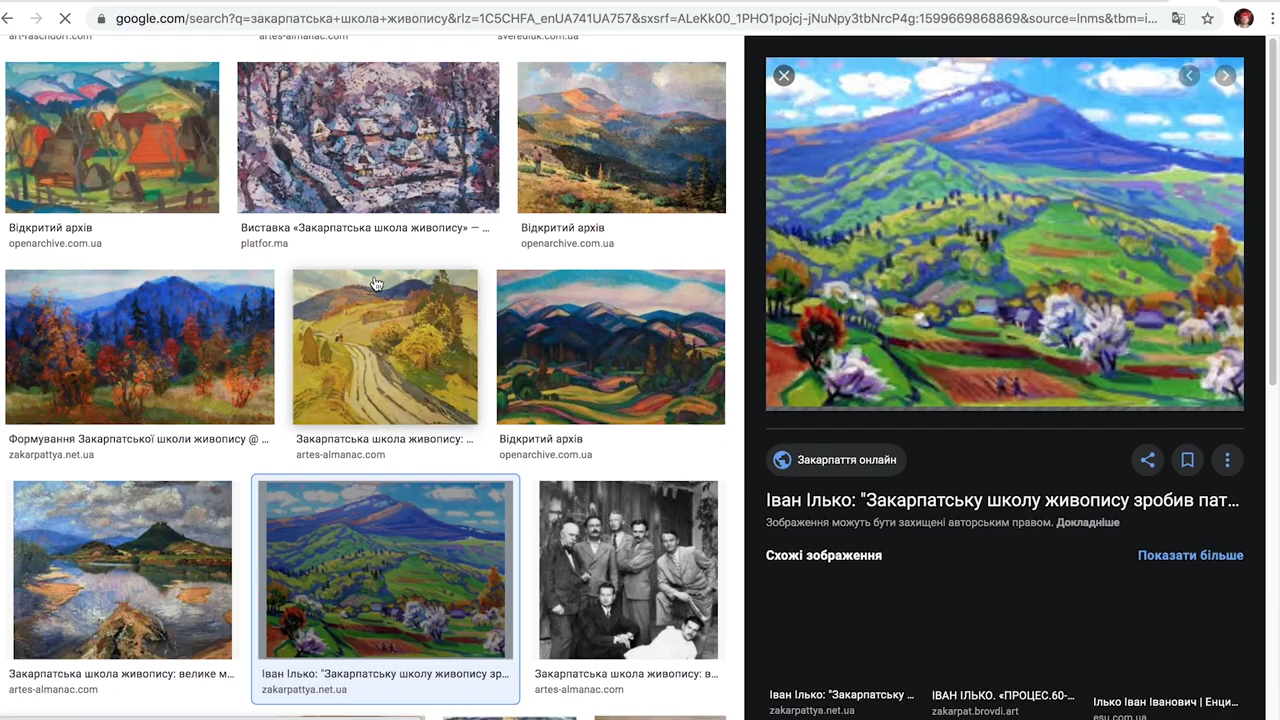 google.com/search?q=закарпатська+школа+живопису&rlz=1C5CHFA_enUA741UA757&sxsrf=ALeKk00_1PHO1pojcj-jNuNpy3tbNrcP4g:1599669868869&source=lnms&tbm=i...
art-raschdorf.com
artes-almanac.com
sverediuk.com.ua
Відкритий архів
openarchive.com.ua
Виставка «Закарпатська школа живопису» — ...
platfor.ma
Відкритий архів
openarchive.com.ua
Формування Закарпатської школи живопису @ ...
zakarpattya.net.ua
Закарпатська школа живопису: ...
artes-almanac.com
Відкритий архів
openarchive.com.ua
Закарпатська школа живопису: велике м...
artes-almanac.com
Іван Ілько: "Закарпатську школу живопису зр...
zakarpattya.net.ua
Закарпатська школа живопису: в...
artes-almanac.com
Закарпаття онлайн
Іван Ілько: "Закарпатську школу живопису зробив пат...
Зображення можуть бути захищені авторським правом. Докладніше
Схожі зображення
Показати більше
Іван Ілько: "Закарпатську ...
zakarpattya.net.ua
ІВАН ІЛЬКО. «ПРОЦЕС.60-...
zakarpat.brovdi.art
Ілько Іван Іванович | Енци...
esu.com.ua